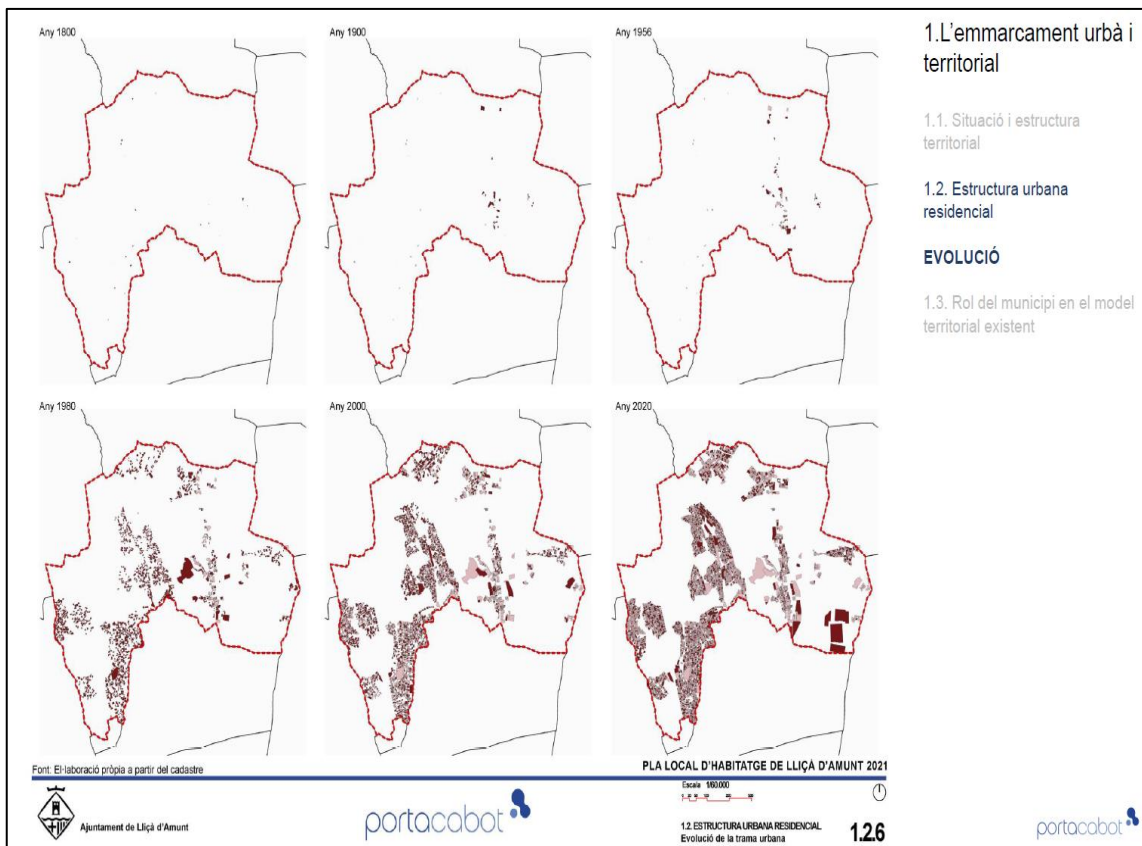 Any 1800
Any 1900
Any 1956
Any 1980
Any 2000
Any 2020
Font: El·laboració pròpia a partir del cadastre
PLA LOCAL D'HABITATGE DE LLIÇÀ D'AMUNT 2021
Ajuntament de Lliçà d'Amunt
portacabot
Escala 1/60.000
1.2. ESTRUCTURA URBANA RESIDENCIAL
Evolució de la trama urbana
1.2.6
1.L'emmarcament urbà i
territorial
1.1. Situació i estructura
territorial
1.2. Estructura urbana
residencial
EVOLUCIÓ
1.3. Rol del municipi en el model
territorial existent
portacabot